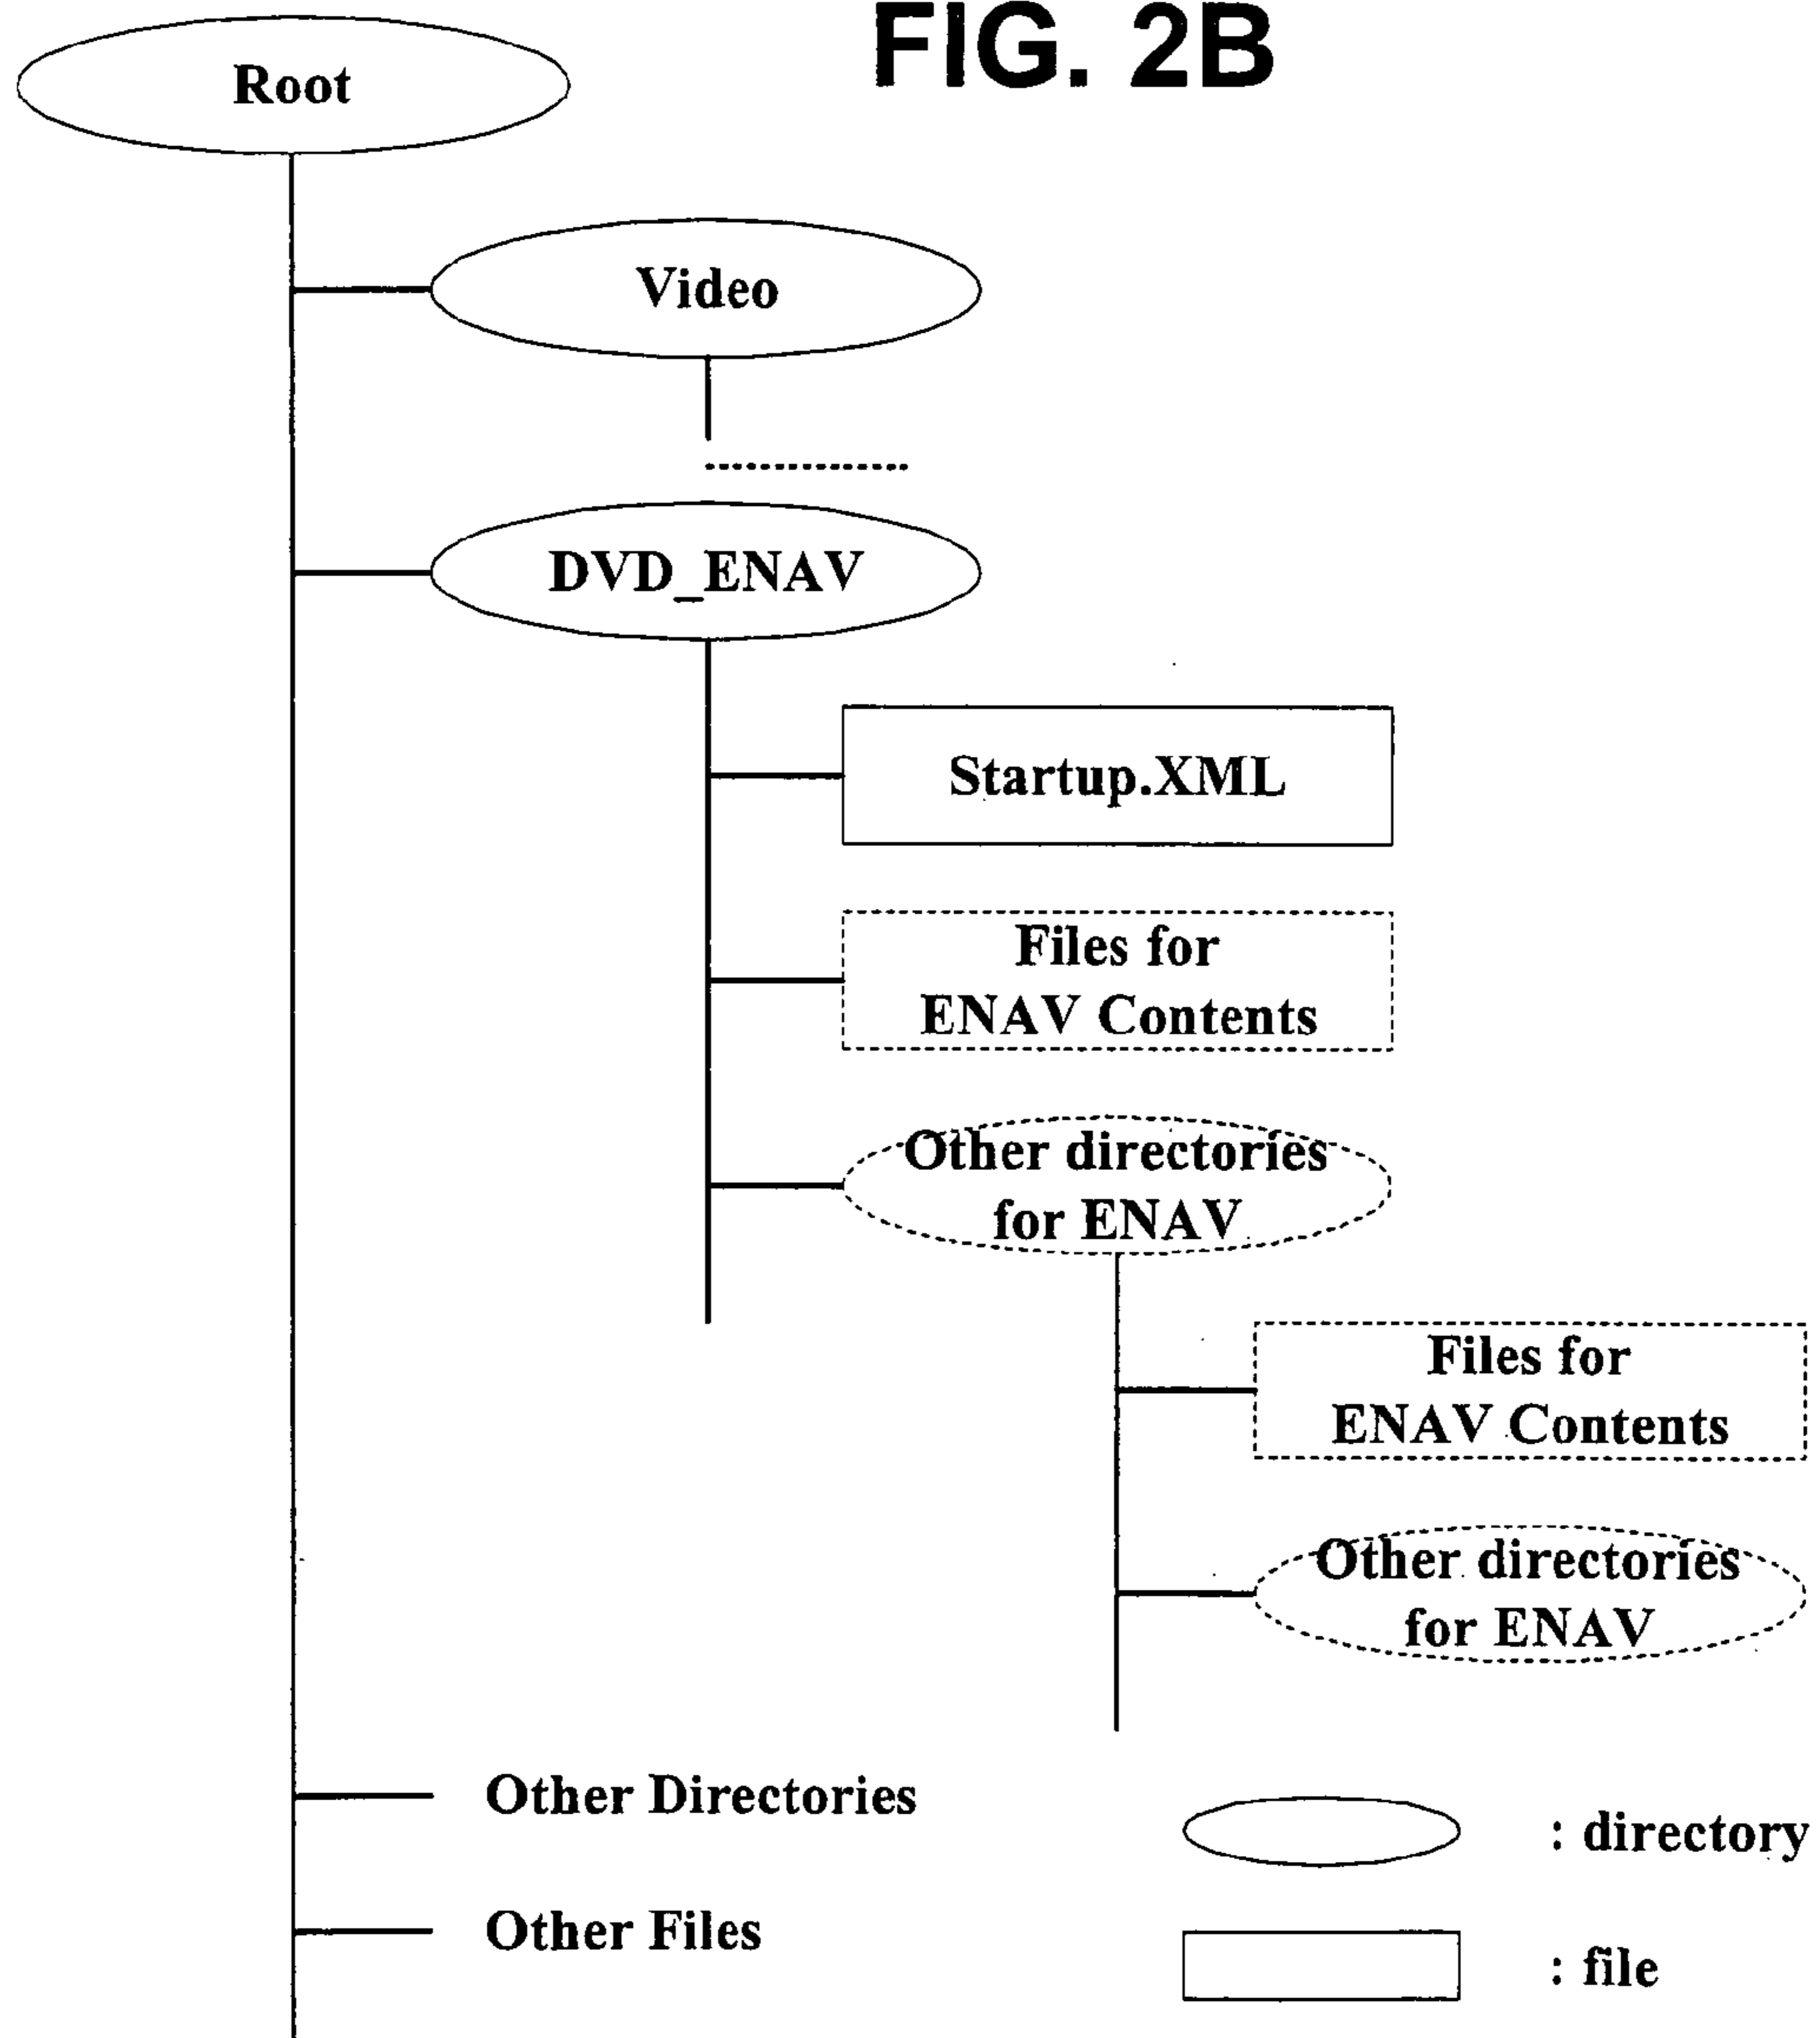 FIG. 2B
Root
Video
DVD_ENAV
Startup.XML
Files for
ENAV Contents
Other directories
for ENAV
Files for
ENAV Contents
Other directories
for ENAV
Other Directories
: directory
Other Files
: file